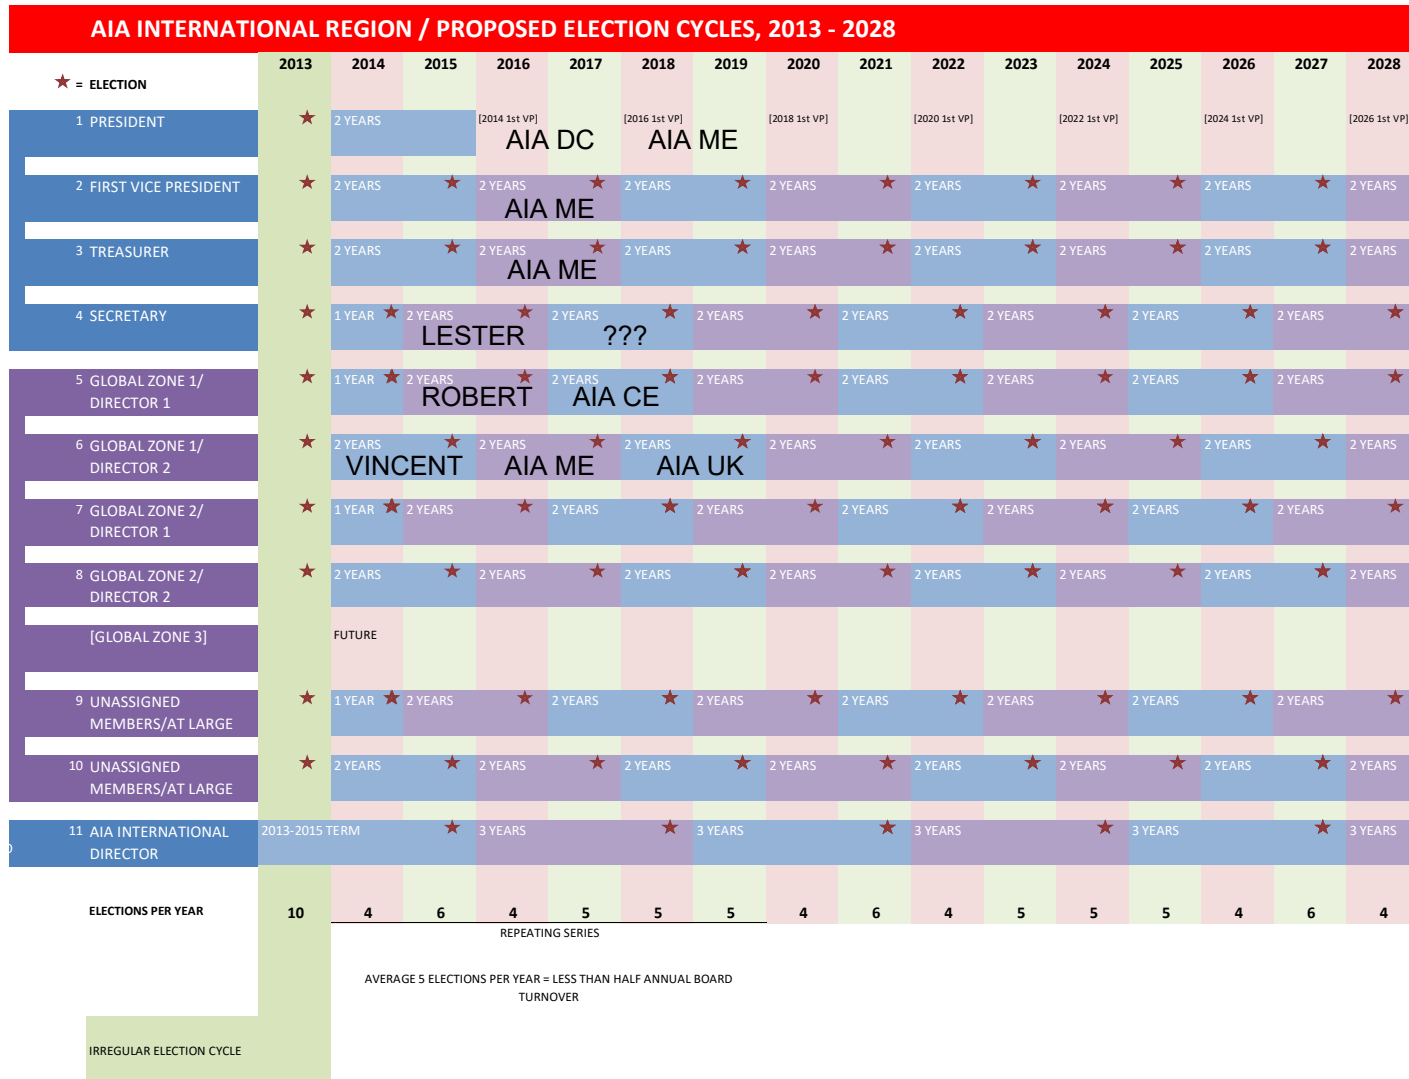 AIA INTERNATIONAL REGION / PROPOSED ELECTION CYCLES, 2013 - 2028
2013 2014 2015 2016 2017 2018 2019 2020 2021 2022 2023 2024 2025 2026 2027 2028
★ = ELECTION
1 PRESIDENT ★ 2 YEARS [2014 1st VP] [2016 1st VP] [2018 1st VP] [2020 1st VP] [2022 1st VP] [2024 1st VP] [2026 1st VP]
AIA DC AIA ME
2 FIRST VICE PRESIDENT ★ 2 YEARS ★ 2 YEARS ★ 2 YEARS ★ 2 YEARS ★ 2 YEARS ★ 2 YEARS ★ 2 YEARS ★ 2 YEARS
AIA ME
3 TREASURER ★ 2 YEARS ★ 2 YEARS ★ 2 YEARS ★ 2 YEARS ★ 2 YEARS ★ 2 YEARS ★ 2 YEARS ★ 2 YEARS
AIA ME
4 SECRETARY ★ 1 YEAR ★ 2 YEARS ★ 2 YEARS ★ 2 YEARS ★ 2 YEARS ★ 2 YEARS ★ 2 YEARS ★ 2 YEARS ★
LESTER ???
5 GLOBAL ZONE 1/ ★ 1 YEAR ★ 2 YEARS ★ 2 YEARS ★ 2 YEARS ★ 2 YEARS ★ 2 YEARS ★ 2 YEARS ★ 2 YEARS ★
DIRECTOR 1 ROBERT AIA CE
6 GLOBAL ZONE 1/ ★ 2 YEARS ★ 2 YEARS ★ 2 YEARS ★ 2 YEARS ★ 2 YEARS ★ 2 YEARS ★ 2 YEARS ★ 2 YEARS
DIRECTOR 2 VINCENT AIA ME AIA UK
7 GLOBAL ZONE 2/ ★ 1 YEAR ★ 2 YEARS ★ 2 YEARS ★ 2 YEARS ★ 2 YEARS ★ 2 YEARS ★ 2 YEARS ★ 2 YEARS ★
DIRECTOR 1
8 GLOBAL ZONE 2/ ★ 2 YEARS ★ 2 YEARS ★ 2 YEARS ★ 2 YEARS ★ 2 YEARS ★ 2 YEARS ★ 2 YEARS ★ 2 YEARS
DIRECTOR 2
[GLOBAL ZONE 3] FUTURE
9 UNASSIGNED ★ 1 YEAR ★ 2 YEARS ★ 2 YEARS ★ 2 YEARS ★ 2 YEARS ★ 2 YEARS ★ 2 YEARS ★ 2 YEARS ★
MEMBERS/AT LARGE
10 UNASSIGNED ★ 2 YEARS ★ 2 YEARS ★ 2 YEARS ★ 2 YEARS ★ 2 YEARS ★ 2 YEARS ★ 2 YEARS ★ 2 YEARS
MEMBERS/AT LARGE
11 AIA INTERNATIONAL 2013-2015 TERM ★ 3 YEARS ★ 3 YEARS ★ 3 YEARS ★ 3 YEARS ★ 3 YEARS
DIRECTOR
ELECTIONS PER YEAR 10 4 6 4 5 5 5 4 6 4 5 5 5 4 6 4
REPEATING SERIES
AVERAGE 5 ELECTIONS PER YEAR = LESS THAN HALF ANNUAL BOARD
TURNOVER
IRREGULAR ELECTION CYCLE